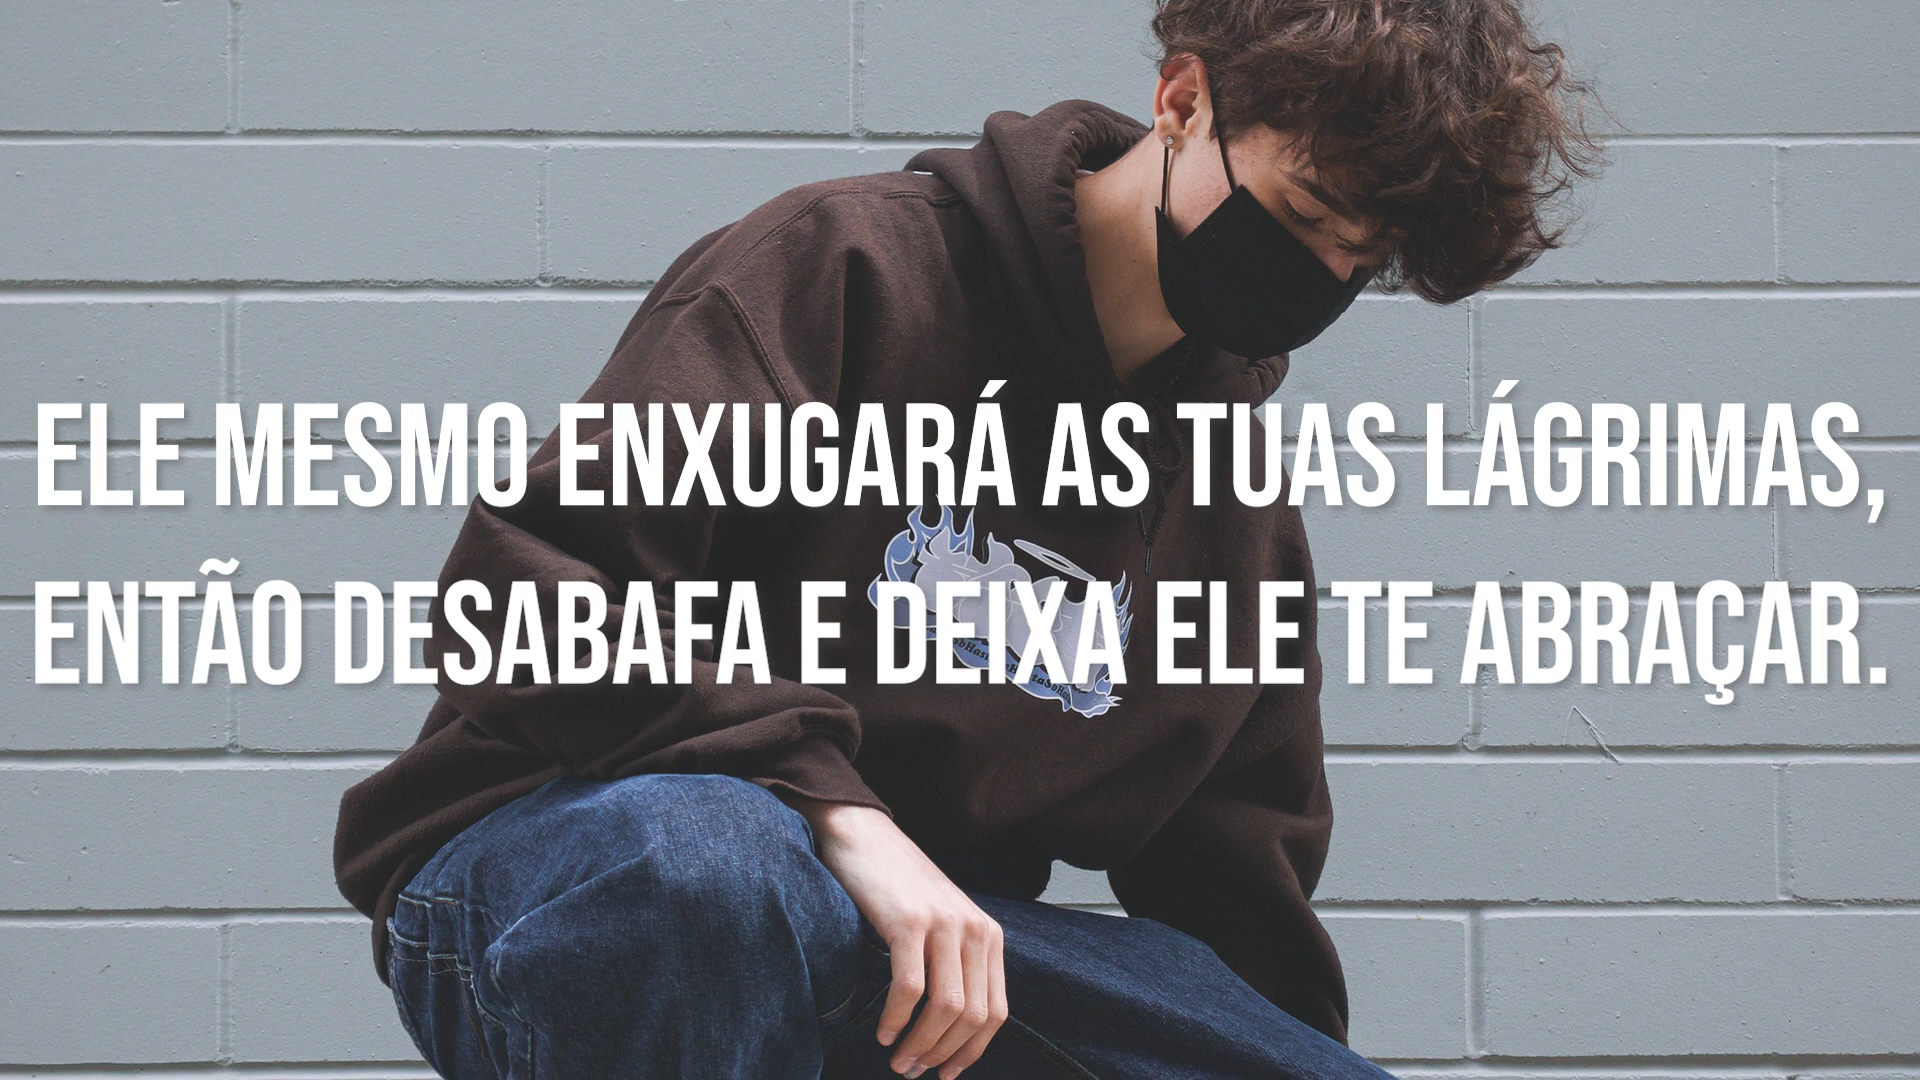 ELE MESMO ENXUGARÁ AS TUAS LÁGRIMAS,
ENTÃO DESABAFA E DEIXA ELE TE ABRAÇAR.